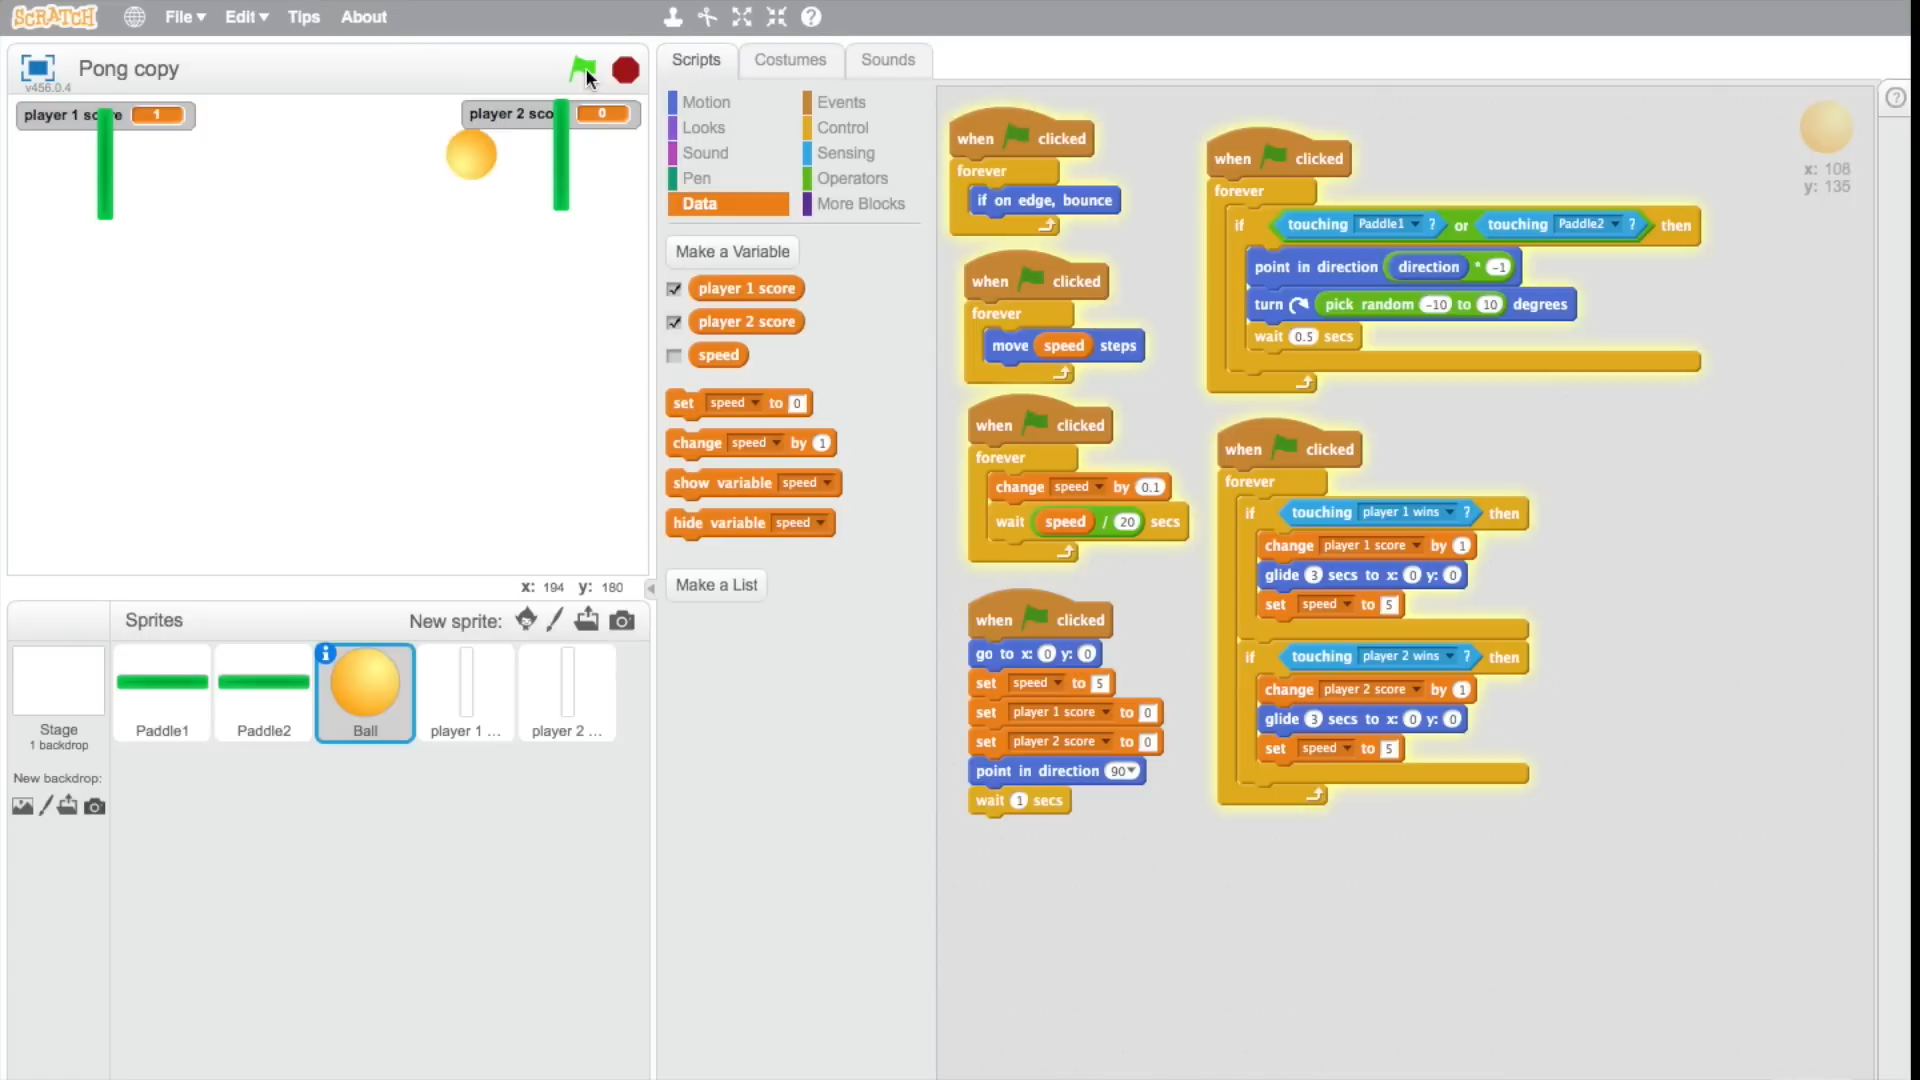 SCRATCH File Edit Tips About
v456.0.4
Pong copy
player 1 sc e 1
player 2 sco 0
x: 194 y: 180
Sprites New sprite:
Stage
1 backdrop
New backdrop:
Paddle1
Paddle2
Ball
player 1 ...
player 2 ...
Scripts Costumes Sounds
Motion Events
Looks Control
Sound Sensing
Pen Operators
Data More Blocks
Make a Variable
player 1 score
player 2 score
speed
set speed to 0
change speed by 1
show variable speed
hide variable speed
Make a List
when clicked
forever
if on edge, bounce
when clicked
forever
move speed steps
when clicked
forever
change speed by 0.1
wait speed / 20 secs
when clicked
go to x: 0 y: 0
set speed to 5
set player 1 score to 0
set player 2 score to 0
point in direction 90
wait 1 secs
when clicked
forever
if touching Paddle1 ? or touching Paddle2 ? then
point in direction direction * -1
turn pick random -10 to 10 degrees
wait 0.5 secs
when clicked
forever
if touching player 1 wins ? then
change player 1 score by 1
glide 3 secs to x: 0 y: 0
set speed to 5
if touching player 2 wins ? then
change player 2 score by 1
glide 3 secs to x: 0 y: 0
set speed to 5
x: 108
y: 135